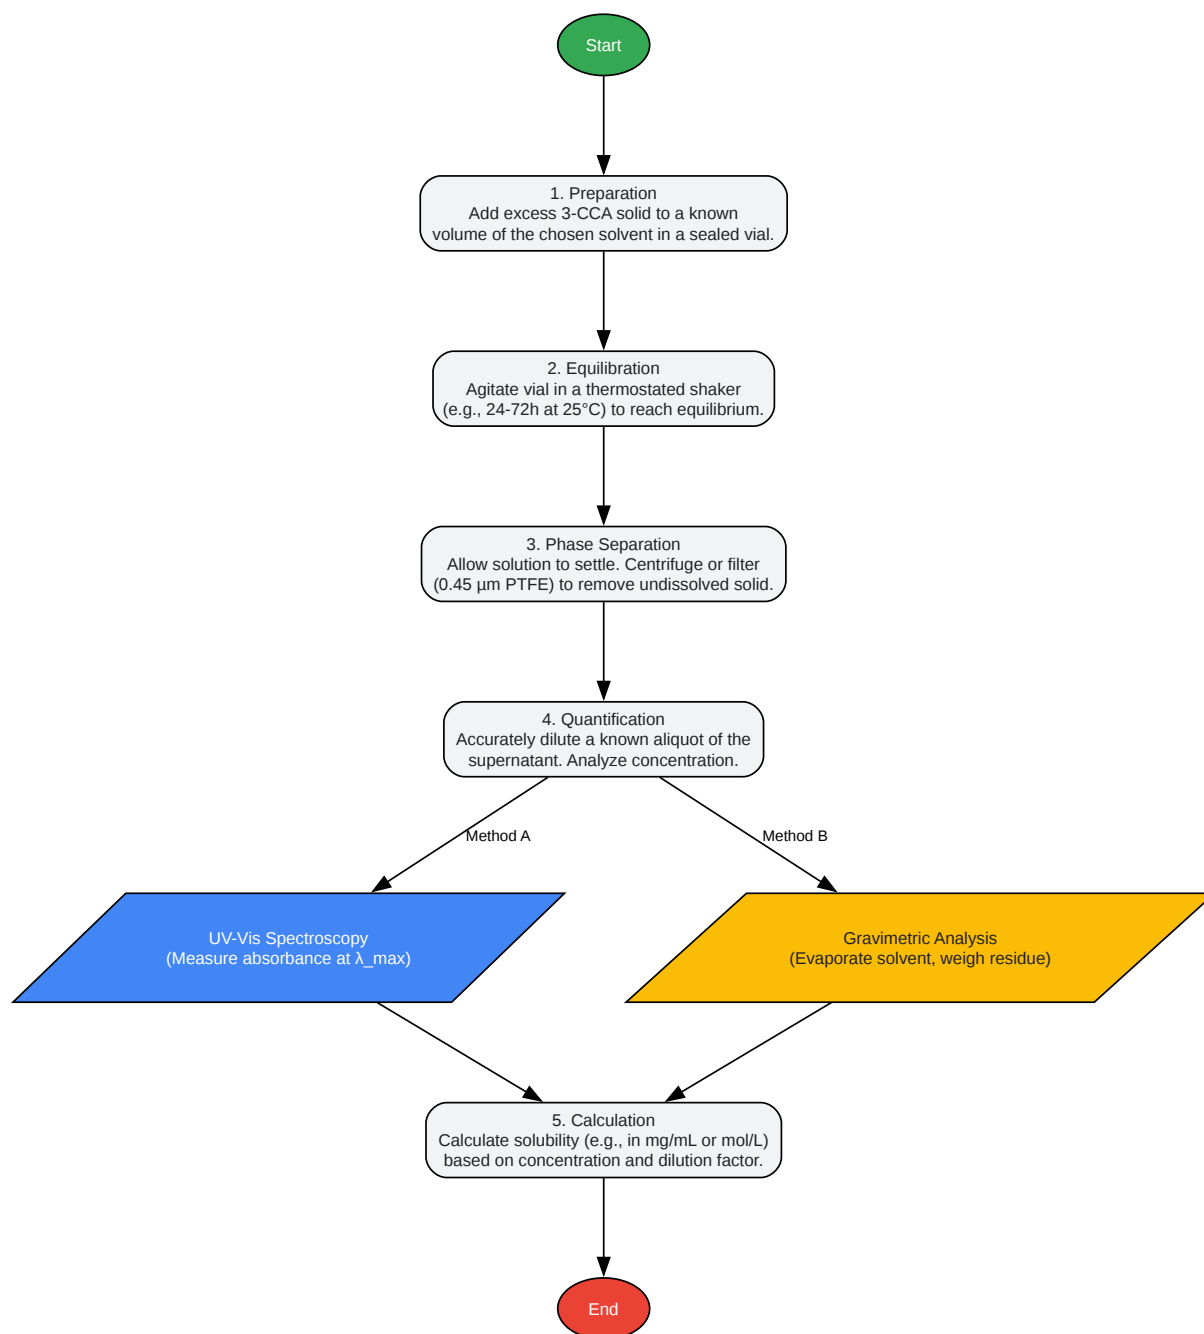 Start
1. Preparation
Add excess 3-CCA solid to a known
volume of the chosen solvent in a sealed vial.
2. Equilibration
Agitate vial in a thermostated shaker
(e.g., 24-72h at 25°C) to reach equilibrium.
3. Phase Separation
Allow solution to settle. Centrifuge or filter
(0.45 µm PTFE) to remove undissolved solid.
4. Quantification
Accurately dilute a known aliquot of the
supernatant. Analyze concentration.
Method A
Method B
UV-Vis Spectroscopy
(Measure absorbance at λ_max)
Gravimetric Analysis
(Evaporate solvent, weigh residue)
5. Calculation
Calculate solubility (e.g., in mg/mL or mol/L)
based on concentration and dilution factor.
End